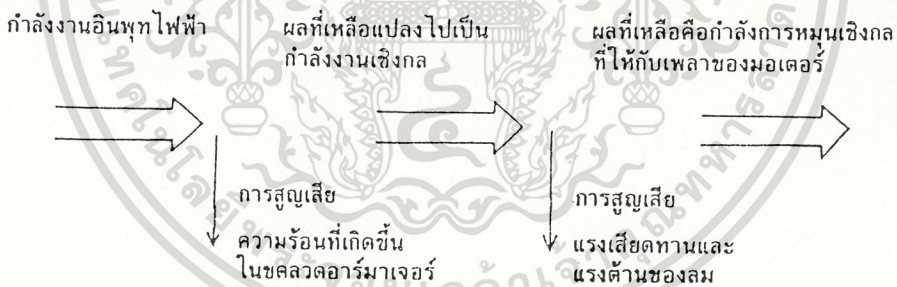 กำลังงานอินพุทไฟฟ้า
ผลที่เหลือแปลงไปเป็น
กำลังงานเชิงกล
ผลที่เหลือคือกำลังการหมุนเชิงกล
ที่ให้กับเพลาของมอเตอร์
การสูญเสีย
ความร้อนที่เกิดขึ้น
ในขดลวดอาร์มาเจอร์
การสูญเสีย
แรงเสียดทานและ
แรงต้านของลม